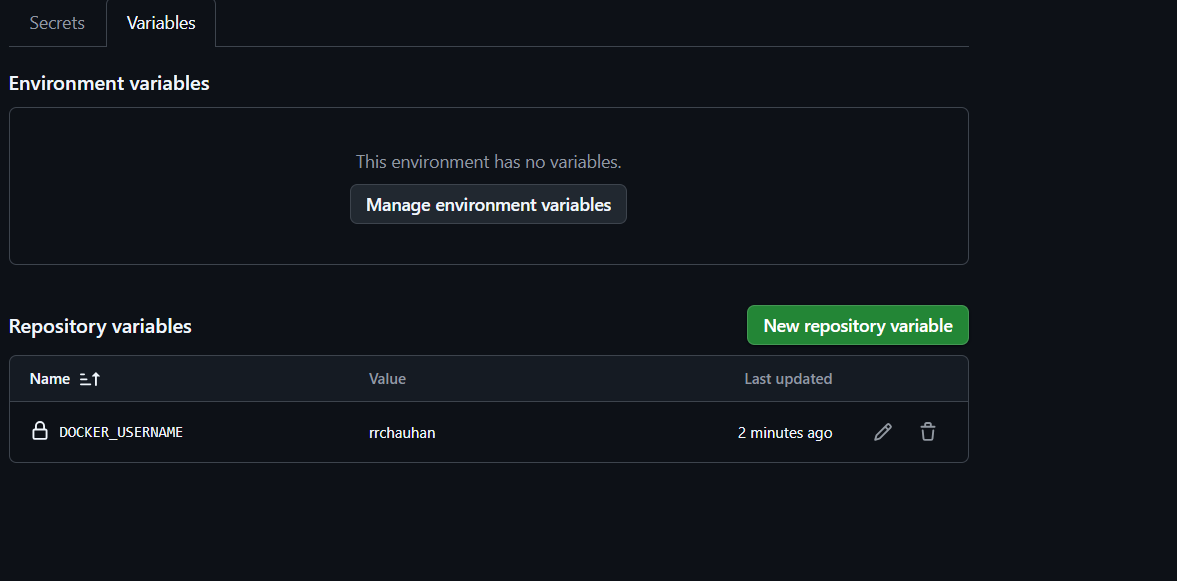 Secrets Variables
Environment variables
This environment has no variables.
Manage environment variables
Repository variables New repository variable
Name Value Last updated
DOCKER_USERNAME rrchauhan 2 minutes ago